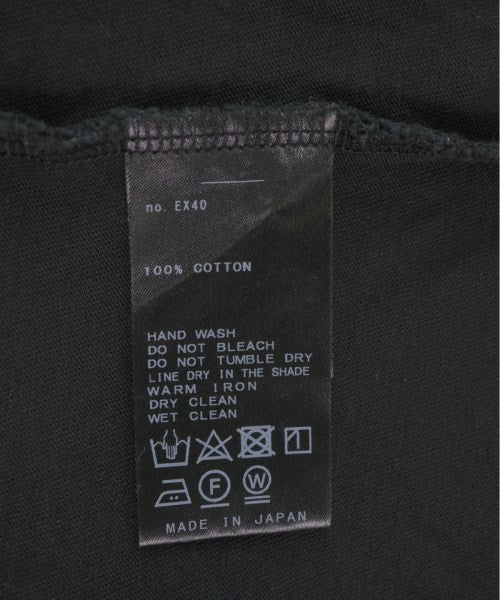 no. EX40
100% COTTON
HAND WASH
DO NOT BLEACH
DO NOT TUMBLE DRY
LINE DRY IN THE SHADE
WARM IRON
DRY CLEAN
WET CLEAN
F W
MADE IN JAPAN